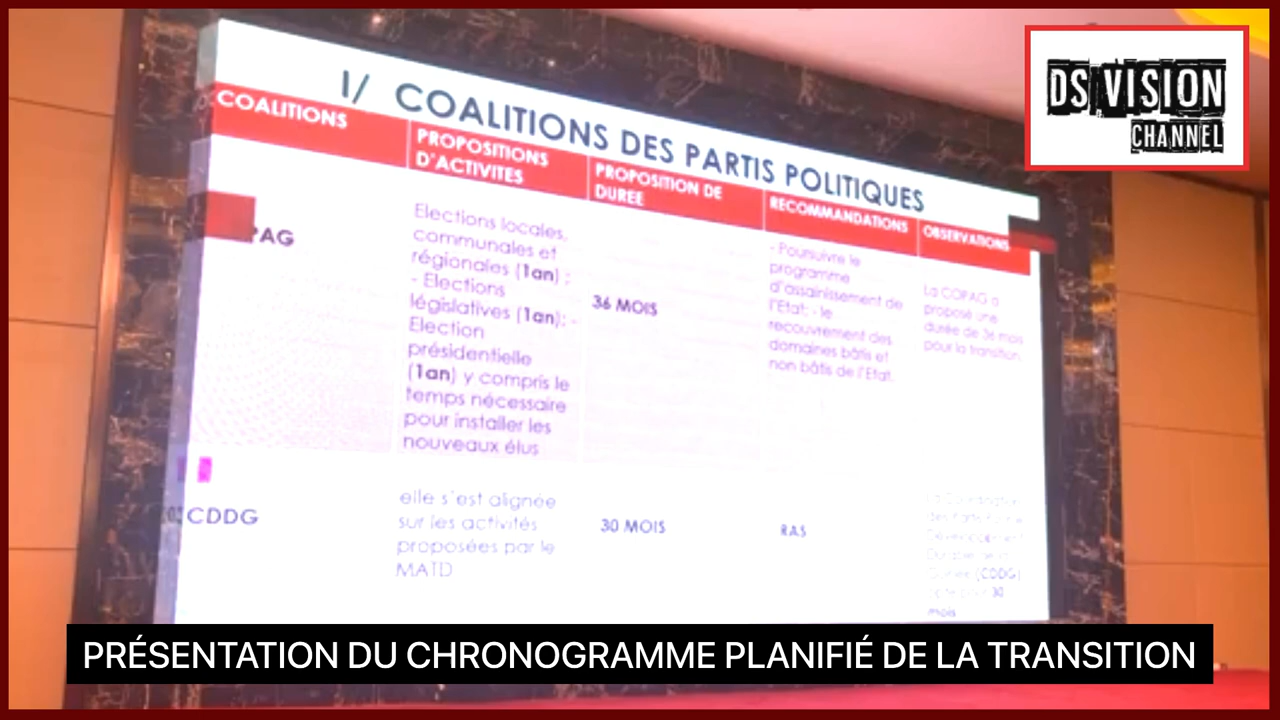 DS VISION
CHANNEL
I/ COALITIONS DES PARTIS POLITIQUES
COALITIONS
PROPOSITIONS
D'ACTIVITES
PROPOSITION DE
DUREE
RECOMMANDATIONS
OBSERVATIONS
PAG
Elections locales,
communales et
régionales (1an) ;
- Elections
législatives (1an); -
Election
présidentielle
(1an) y compris le
temps nécessaire
pour installer les
nouveaux élus
36 MOIS
- Poursuivre le
programme
d'assainissement de
l'Etat; - le
recouvrement des
domaines bâtis et
non bâtis de l'Etat.
La COPAG a
proposé une
durée de 36 mois
pour la transition
CDDG
elle s'est alignée
sur les activités
proposées par le
MATD
30 MOIS
RAS
(CDDG)
30
mois
PRÉSENTATION DU CHRONOGRAMME PLANIFIÉ DE LA TRANSITION